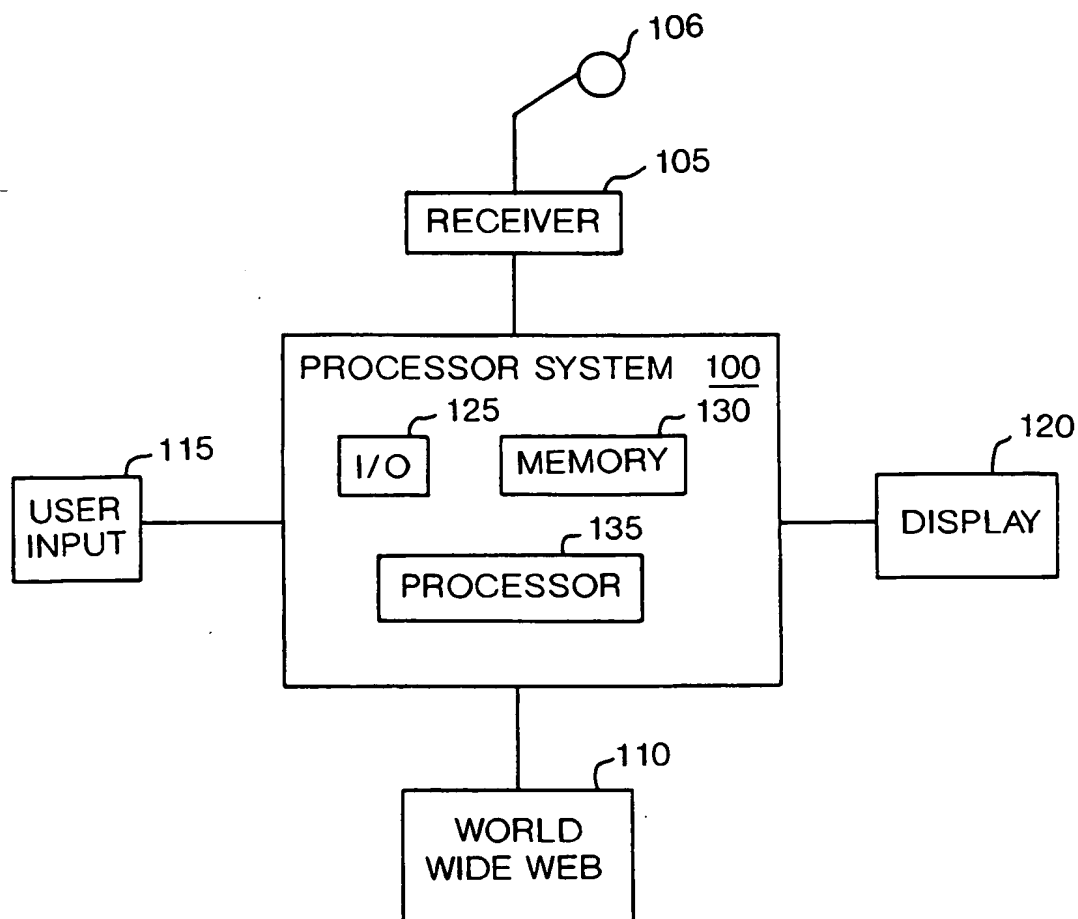 106
105
RECEIVER
PROCESSOR SYSTEM 100
125
130
I/O
MEMORY
115
USER
INPUT
120
DISPLAY
135
PROCESSOR
110
WORLD
WIDE WEB